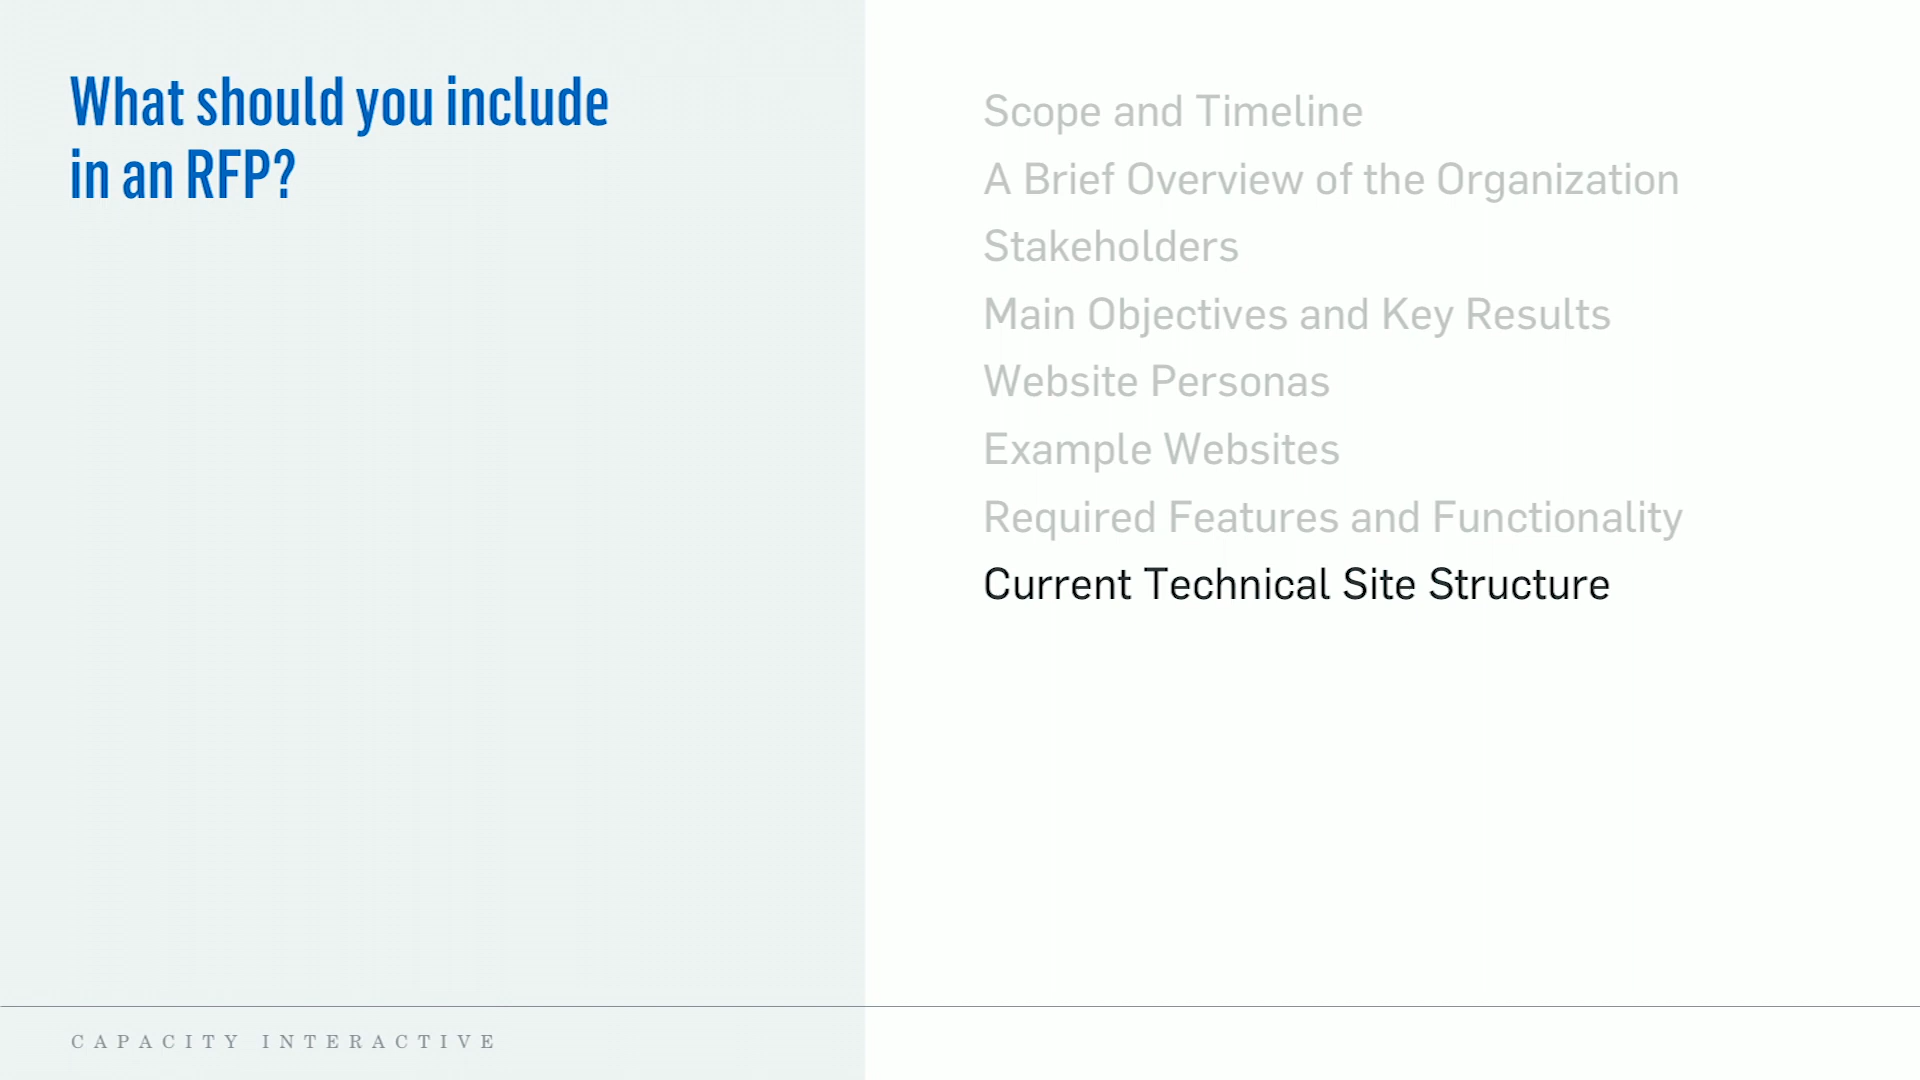 What should you include
in an RFP?
Scope and Timeline
A Brief Overview of the Organization
Stakeholders
Main Objectives and Key Results
Website Personas
Example Websites
Required Features and Functionality
Current Technical Site Structure
CAPACITY INTERACTIVE